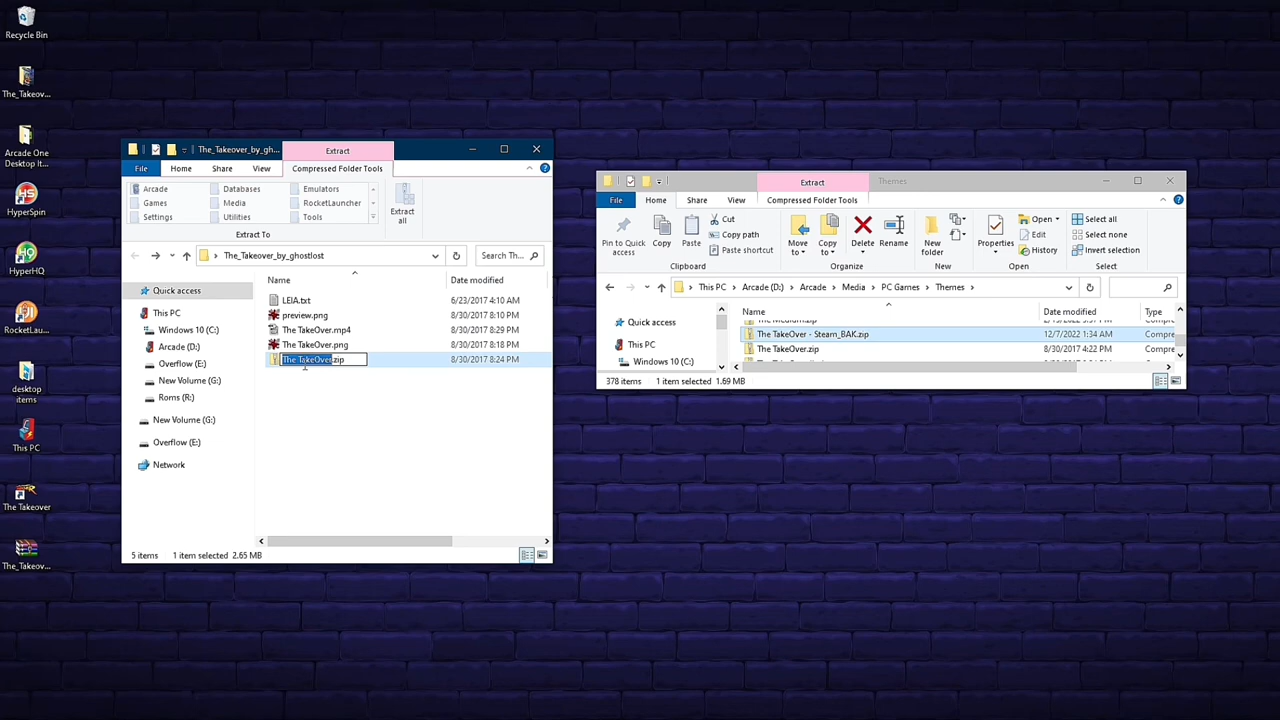 Recycle Bin
The_Takeov...
Arcade One
Desktop It...
HyperSpin
HyperHQ
RocketLau...
desktop
items
This PC
The Takeover
The_Takeov...
The_Takeover_by_gh...
Extract
File
Home
Share
View
Compressed Folder Tools
Arcade
Databases
Emulators
Games
Media
RocketLauncher
Settings
Utilities
Tools
Extract
all
Extract To
The_Takeover_by_ghostlost
Search Th...
Name
Date modified
Quick access
This PC
Windows 10 (C:)
Arcade (D:)
Overflow (E:)
New Volume (G:)
Roms (R:)
New Volume (G:)
Overflow (E:)
Network
LEIA.txt
6/23/2017 4:10 AM
preview.png
8/30/2017 8:10 PM
The TakeOver.mp4
8/30/2017 8:29 PM
The TakeOver.png
8/30/2017 8:18 PM
The TakeOver.zip
8/30/2017 8:24 PM
5 items
1 item selected 2.65 MB
Extract
Themes
File
Home
Share
View
Compressed Folder Tools
Pin to Quick
access
Copy
Paste
Cut
Copy path
Paste shortcut
Clipboard
Move
to
Copy
to
Delete
Rename
Organize
New
folder
New
Properties
Open
Edit
History
Open
Select all
Select none
Invert selection
Select
This PC
Arcade (D:)
Arcade
Media
PC Games
Themes
Name
Date modified
Type
Quick access
This PC
Windows 10 (C:)
The TakeOver - Steam_BAK.zip
12/7/2022 1:34 AM
Compre
The TakeOver.zip
8/30/2017 4:22 PM
Compre
378 items
1 item selected 1.69 MB